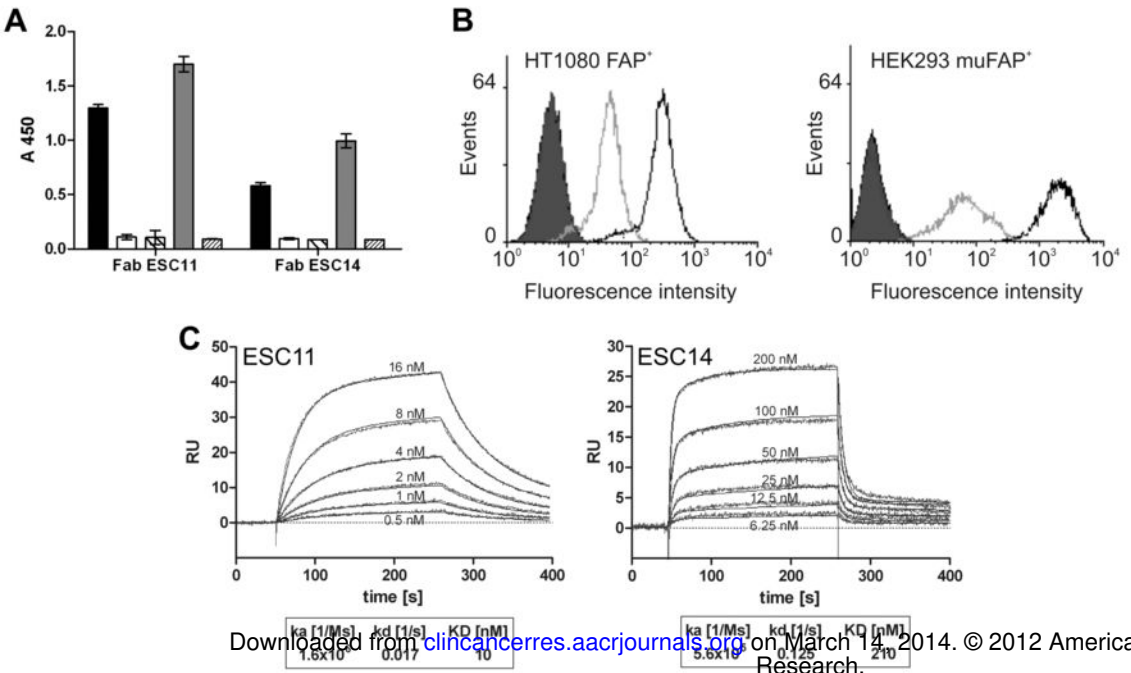 A
B
2.0
1.5
1.0
0.5
0.0
A 450
Fab ESC11
Fab ESC14
HT1080 FAP+
64
Events
0
10^0 10^1 10^2 10^3 10^4
Fluorescence intensity
HEK293 muFAP+
64
Events
0
10^0 10^1 10^2 10^3 10^4
Fluorescence intensity
C
ESC11
50
40
30
20
10
0
RU
16 nM
8 nM
4 nM
2 nM
1 nM
0.5 nM
0 100 200 300 400
time [s]
ESC14
30
25
20
15
10
5
0
RU
200 nM
100 nM
50 nM
25 nM
12.5 nM
6.25 nM
0 100 200 300 400
time [s]
ka [1/Ms] kd [1/s] KD [nM]
0.017 10
ka [1/Ms] kd [1/s] KD [nM]
0.125 210
Downloaded from clincancerres.aacrjournals.org on March 14, 2014. © 2012 America
Research.